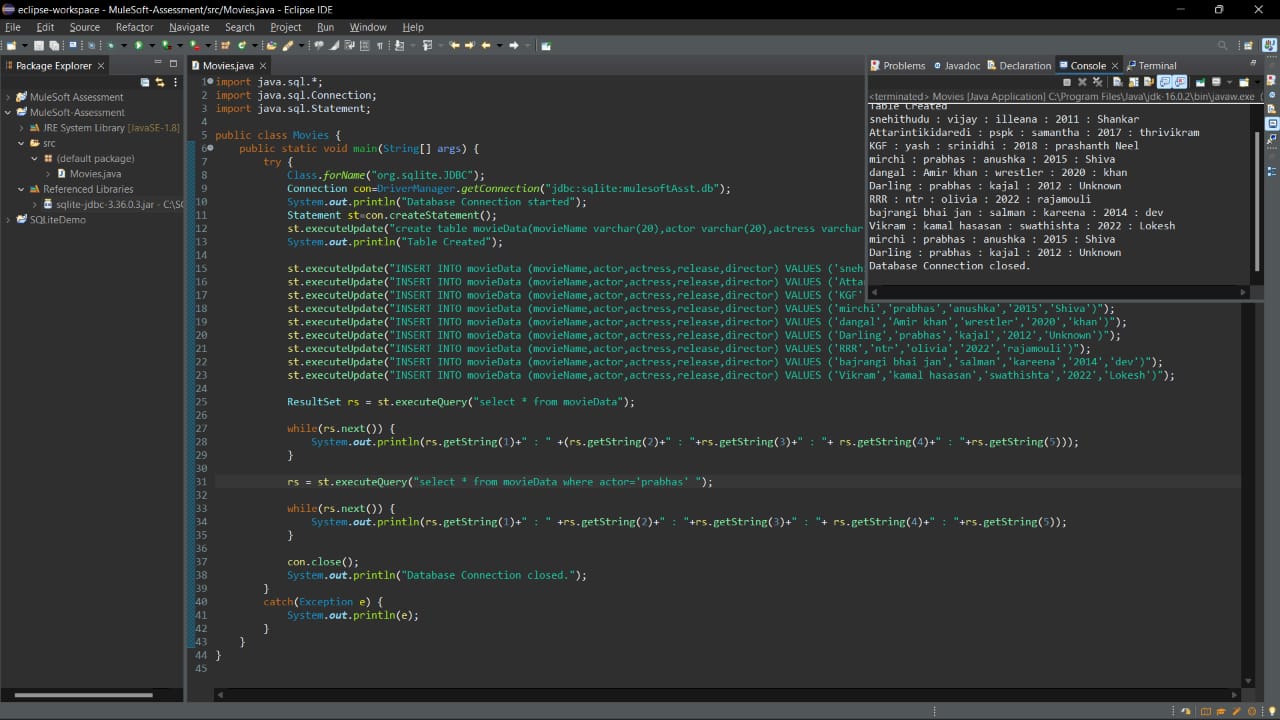 eclipse-workspace - MuleSoft-Assessment/src/Movies.java - Eclipse IDE
File Edit Source Refactor Navigate Search Project Run Window Help
Package Explorer
MuleSoft Assessment
MuleSoft-Assessment
JRE System Library [JavaSE-1.8]
src
(default package)
Movies.java
Referenced Libraries
sqlite-jdbc-3.36.0.3.jar - C:\SC
SQLiteDemo
Movies.java
1 import java.sql.*;
2 import java.sql.Connection;
3 import java.sql.Statement;
4
5 public class Movies {
6 public static void main(String[] args) {
7 try {
8 Class.forName("org.sqlite.JDBC");
9 Connection con=DriverManager.getConnection("jdbc:sqlite:mulesoftAsst.db");
10 System.out.println("Database Connection started");
11 Statement st=con.createStatement();
12 st.executeUpdate("create table movieData(movieName varchar(20),actor varchar(20),actress varchar
13 System.out.println("Table Created");
14
15 st.executeUpdate("INSERT INTO movieData (movieName,actor,actress,release,director) VALUES ('sneh
16 st.executeUpdate("INSERT INTO movieData (movieName,actor,actress,release,director) VALUES ('Atta
17 st.executeUpdate("INSERT INTO movieData (movieName,actor,actress,release,director) VALUES ('KGF'
18 st.executeUpdate("INSERT INTO movieData (movieName,actor,actress,release,director) VALUES ('mirchi','prabhas','anushka','2015','Shiva')");
19 st.executeUpdate("INSERT INTO movieData (movieName,actor,actress,release,director) VALUES ('dangal','Amir khan','wrestler','2020','khan')");
20 st.executeUpdate("INSERT INTO movieData (movieName,actor,actress,release,director) VALUES ('Darling','prabhas','kajal','2012','Unknown')");
21 st.executeUpdate("INSERT INTO movieData (movieName,actor,actress,release,director) VALUES ('RRR','ntr','olivia','2022','rajamouli')");
22 st.executeUpdate("INSERT INTO movieData (movieName,actor,actress,release,director) VALUES ('bajrangi bhai jan','salman','kareena','2014','dev')");
23 st.executeUpdate("INSERT INTO movieData (movieName,actor,actress,release,director) VALUES ('Vikram','kamal hasasan','swathishta','2022','Lokesh')");
24
25 ResultSet rs = st.executeQuery("select * from movieData");
26
27 while(rs.next()) {
28 System.out.println(rs.getString(1)+" : " +(rs.getString(2)+" : "+rs.getString(3)+" : "+ rs.getString(4)+" : "+rs.getString(5)));
29 }
30
31 rs = st.executeQuery("select * from movieData where actor='prabhas' ");
32
33 while(rs.next()) {
34 System.out.println(rs.getString(1)+" : " +rs.getString(2)+" : "+rs.getString(3)+" : "+ rs.getString(4)+" : "+rs.getString(5));
35 }
36
37 con.close();
38 System.out.println("Database Connection closed.");
39 }
40 catch(Exception e) {
41 System.out.println(e);
42 }
43 }
44 }
45
Problems Javadoc Declaration Console Terminal
<terminated> Movies [Java Application] C:\Program Files\Java\jdk-16.0.2\bin\javaw.exe (
Table Created
snehithudu : vijay : illeana : 2011 : Shankar
Attarintikidaredi : pspk : samantha : 2017 : thrivikram
KGF : yash : srinidhi : 2018 : prashanth Neel
mirchi : prabhas : anushka : 2015 : Shiva
dangal : Amir khan : wrestler : 2020 : khan
Darling : prabhas : kajal : 2012 : Unknown
RRR : ntr : olivia : 2022 : rajamouli
bajrangi bhai jan : salman : kareena : 2014 : dev
Vikram : kamal hasasan : swathishta : 2022 : Lokesh
mirchi : prabhas : anushka : 2015 : Shiva
Darling : prabhas : kajal : 2012 : Unknown
Database Connection closed.